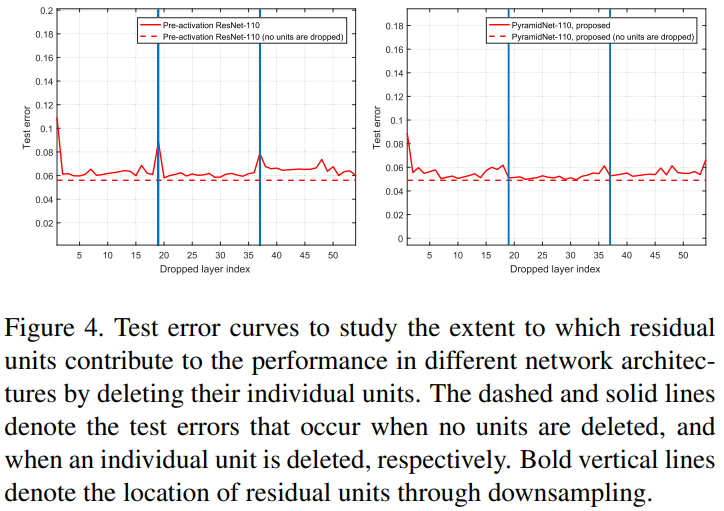 0.2
0.18
0.16
0.14
0.12
0.1
0.08
0.06
0.04
0.02
Test error
5 10 15 20 25 30 35 40 45 50
Dropped layer index
Pre-activation ResNet-110
Pre-activation ResNet-110 (no units are dropped)
0.18
0.16
0.14
0.12
0.1
0.08
0.06
0.04
0.02
0
Test error
5 10 15 20 25 30 35 40 45 50
Dropped layer index
PyramidNet-110, proposed
PyramidNet-110, proposed (no units are dropped)
Figure 4. Test error curves to study the extent to which residual
units contribute to the performance in different network architec-
tures by deleting their individual units. The dashed and solid lines
denote the test errors that occur when no units are deleted, and
when an individual unit is deleted, respectively. Bold vertical lines
denote the location of residual units through downsampling.